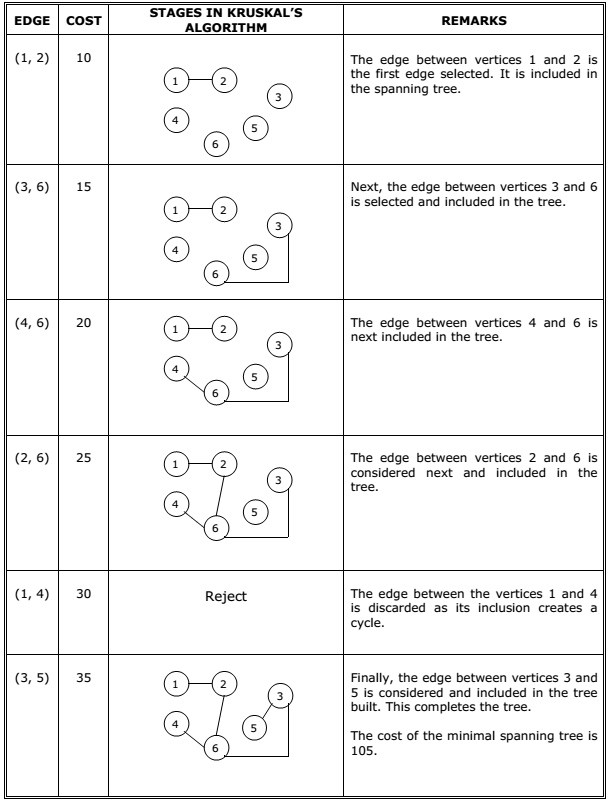 EDGE COST STAGES IN KRUSKAL'S ALGORITHM REMARKS
(1, 2) 10
1 2
3
4
5
6
The edge between vertices 1 and 2 is
the first edge selected. It is included in
the spanning tree.
(3, 6) 15
1 2
3
4
5
6
Next, the edge between vertices 3 and 6
is selected and included in the tree.
(4, 6) 20
1 2
3
4
5
6
The edge between vertices 4 and 6 is
next included in the tree.
(2, 6) 25
1 2
3
4
5
6
The edge between vertices 2 and 6 is
considered next and included in the
tree.
(1, 4) 30 Reject
The edge between the vertices 1 and 4
is discarded as its inclusion creates a
cycle.
(3, 5) 35
1 2
3
4
5
6
Finally, the edge between vertices 3 and
5 is considered and included in the tree
built. This completes the tree.
The cost of the minimal spanning tree is
105.